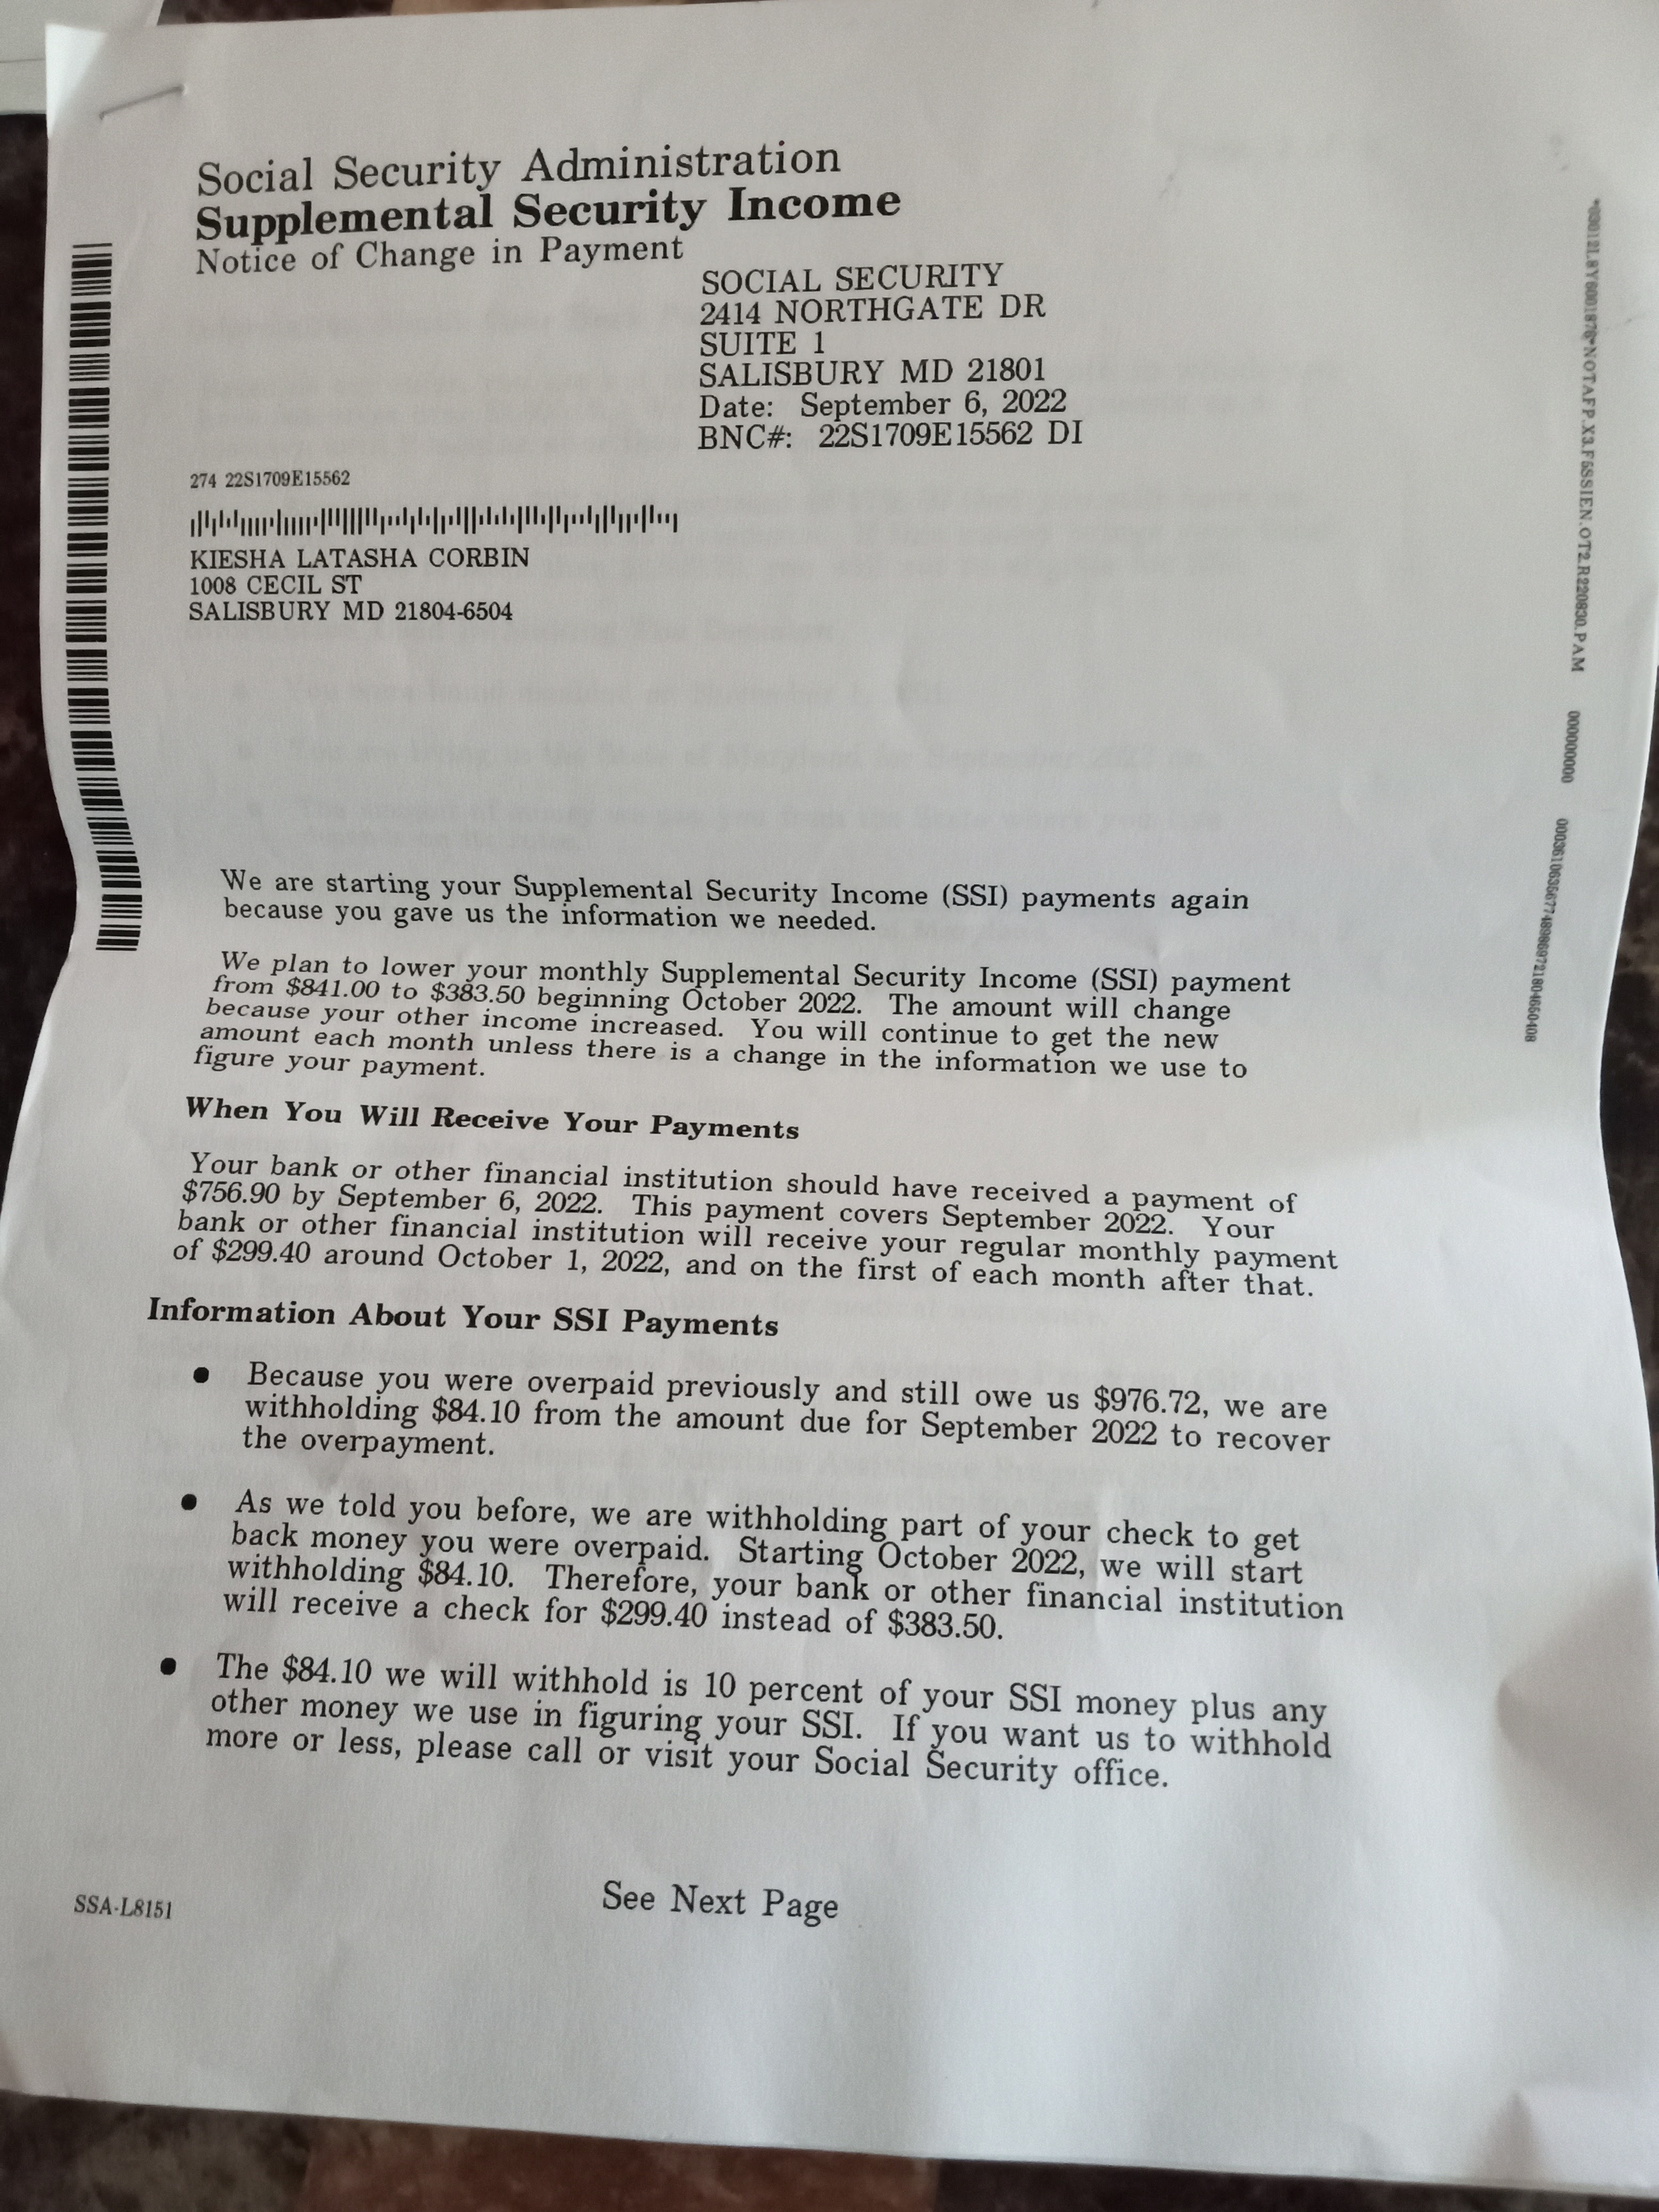 Social Security Administration
Supplemental Security Income
Notice of Change in Payment
SOCIAL SECURITY
2414 NORTHGATE DR
SUITE 1
SALISBURY MD 21801
Date: September 6, 2022
BNC#: 22S1709E15562 DI
274 22S1709E15562
KIESHA LATASHA CORBIN
1008 CECIL ST
SALISBURY MD 21804-6504
We are starting your Supplemental Security Income (SSI) payments again
because you gave us the information we needed.
We plan to lower your monthly Supplemental Security Income (SSI) payment
from $841.00 to $383.50 beginning October 2022. The amount will change
because your other income increased. You will continue to get the new
amount each month unless there is a change in the information we use to
figure your payment.
When You Will Receive Your Payments
Your bank or other financial institution should have received a payment of
$756.90 by September 6, 2022. This payment covers September 2022. Your
bank or other financial institution will receive your regular monthly payment
of $299.40 around October 1, 2022, and on the first of each month after that.
Information About Your SSI Payments
● Because you were overpaid previously and still owe us $976.72, we are
withholding $84.10 from the amount due for September 2022 to recover
the overpayment.
● As we told you before, we are withholding part of your check to get
back money you were overpaid. Starting October 2022, we will start
withholding $84.10. Therefore, your bank or other financial institution
will receive a check for $299.40 instead of $383.50.
● The $84.10 we will withhold is 10 percent of your SSI money plus any
other money we use in figuring your SSI. If you want us to withhold
more or less, please call or visit your Social Security office.
SSA-L8151
See Next Page
000000000